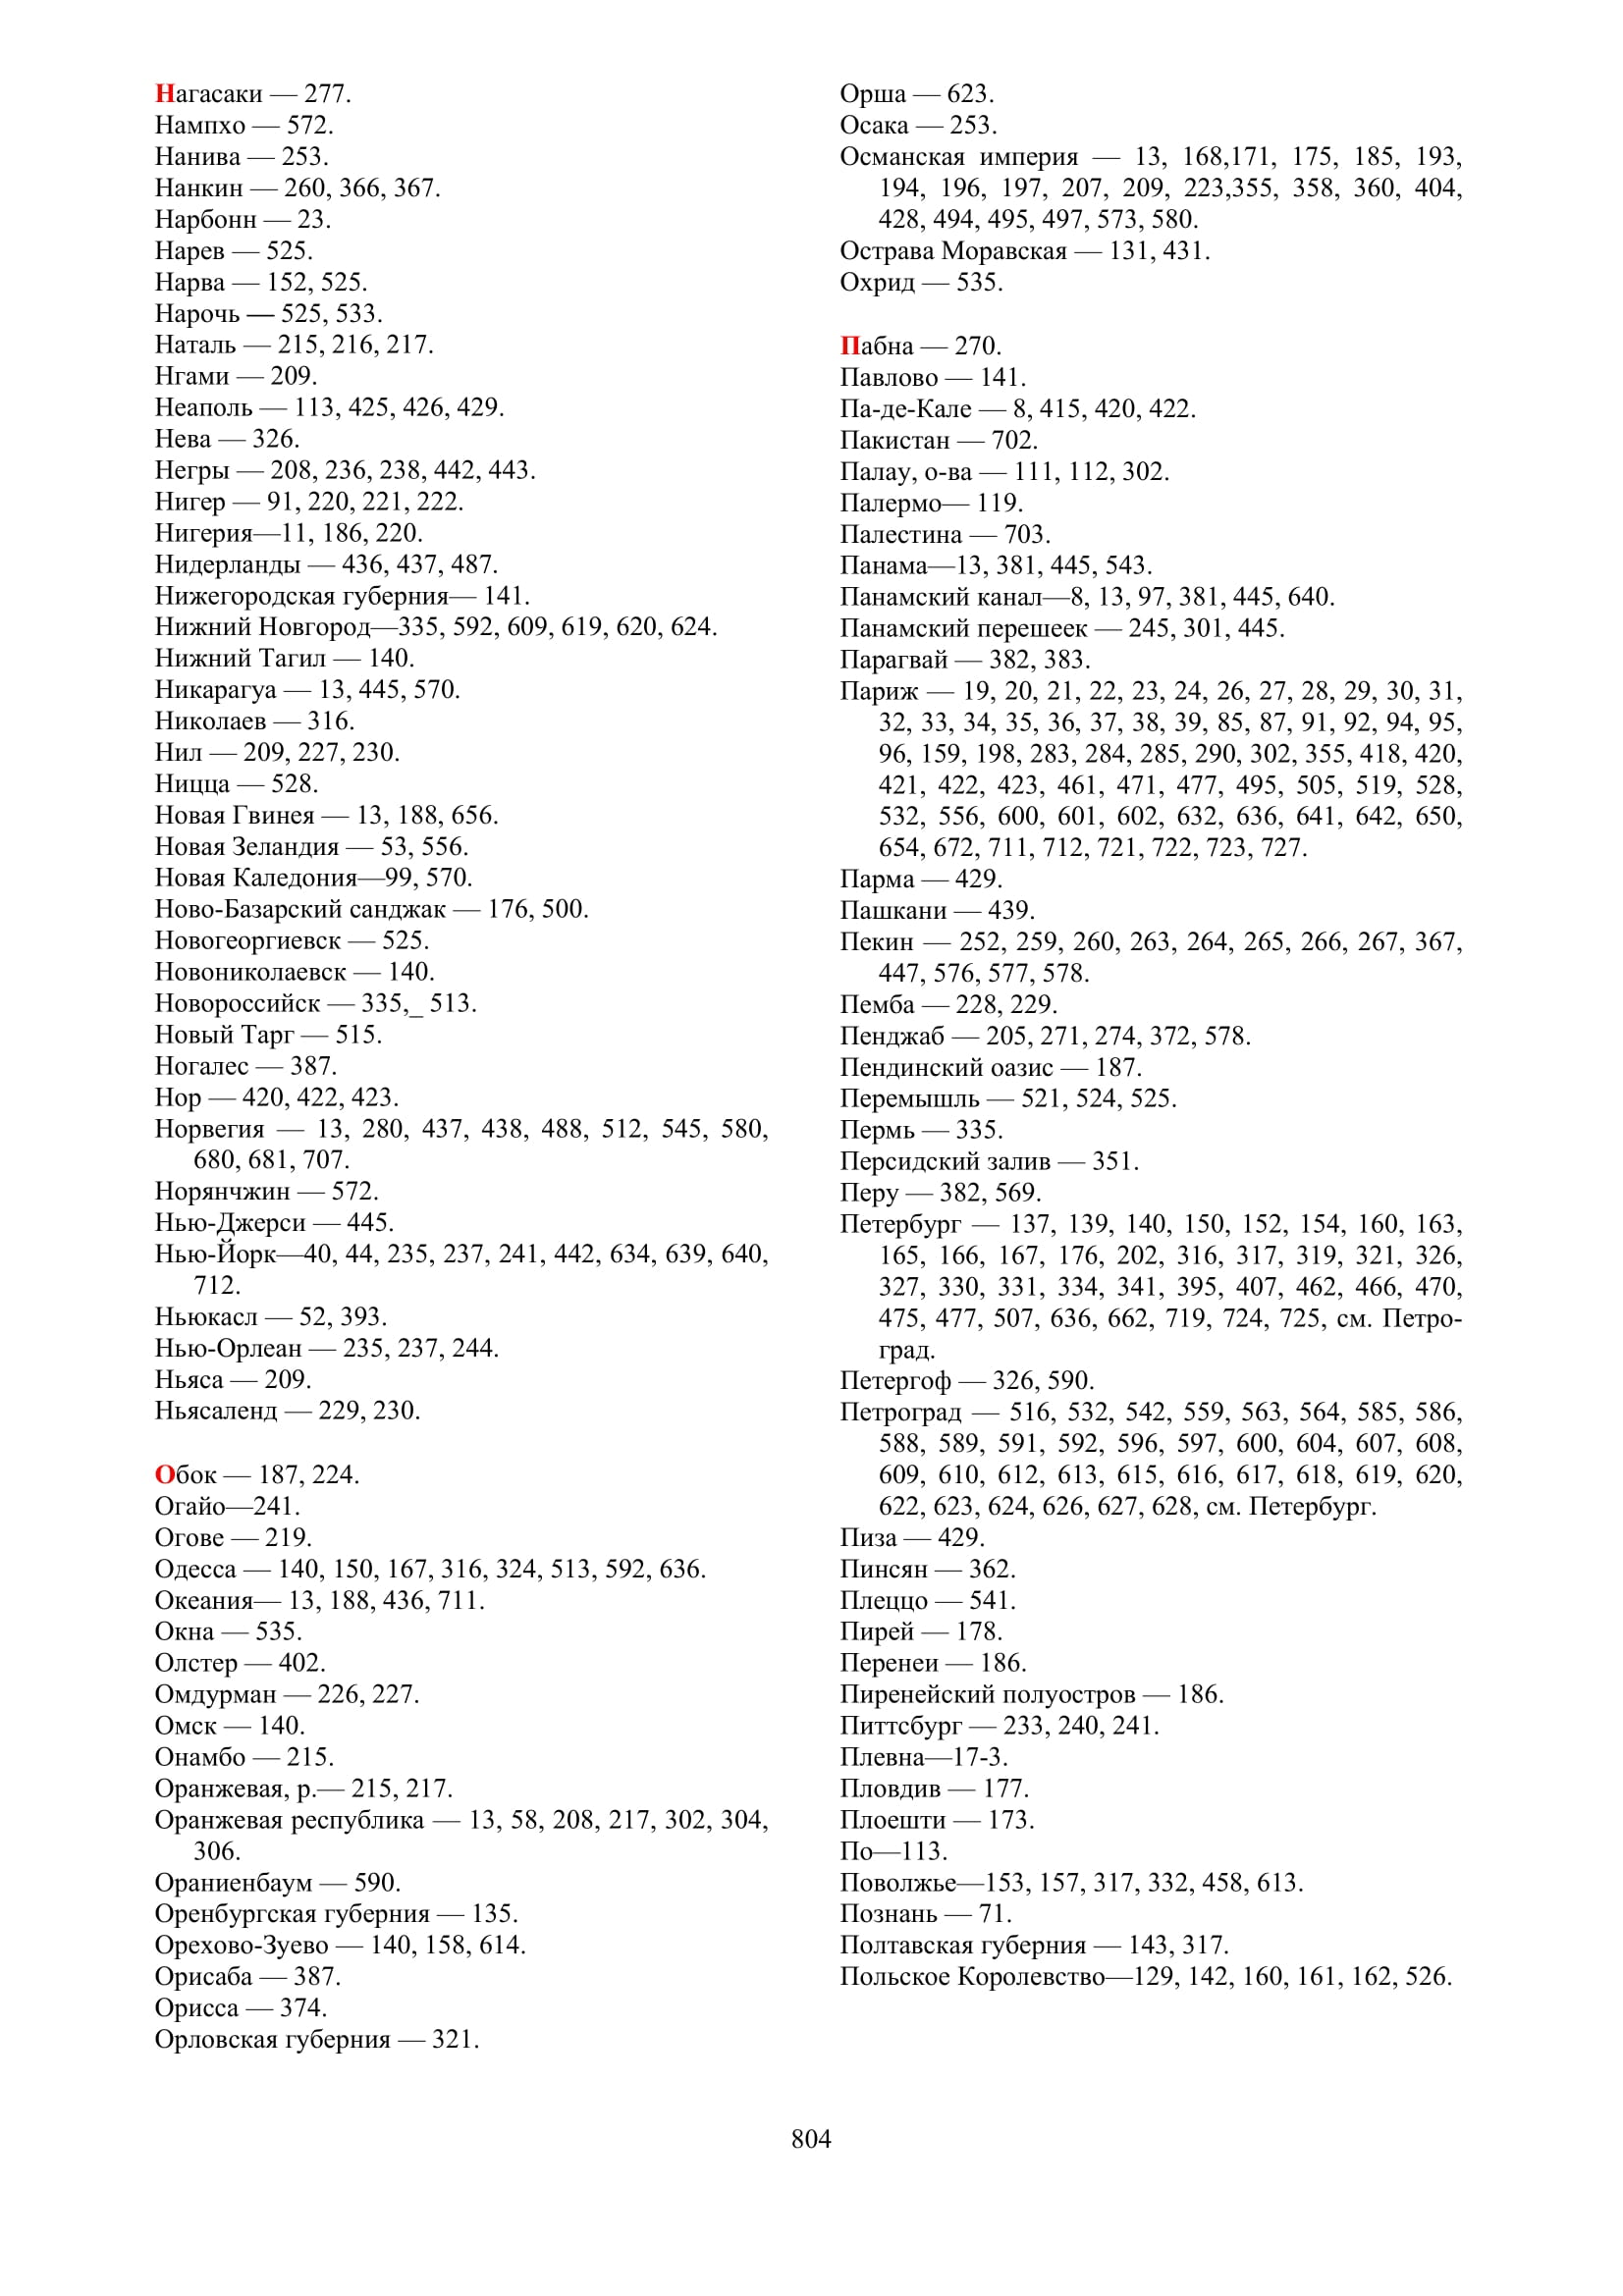 Нагасаки — 277.
Нампхо — 572.
Нанива — 253.
Нанкин — 260, 366, 367.
Нарбонн — 23.
Нарев — 525.
Нарва — 152, 525.
Нарочь — 525, 533.
Наталь — 215, 216, 217.
Нгами — 209.
Неаполь — 113, 425, 426, 429.
Нева — 326.
Негры — 208, 236, 238, 442, 443.
Нигер — 91, 220, 221, 222.
Нигерия—11, 186, 220.
Нидерланды — 436, 437, 487.
Нижегородская губерния— 141.
Нижний Новгород—335, 592, 609, 619, 620, 624.
Нижний Тагил — 140.
Никарагуа — 13, 445, 570.
Николаев — 316.
Нил — 209, 227, 230.
Ницца — 528.
Новая Гвинея — 13, 188, 656.
Новая Зеландия — 53, 556.
Новая Каледония—99, 570.
Ново-Базарский санджак — 176, 500.
Новогеоргиевск — 525.
Новониколаевск — 140.
Новороссийск — 335,_ 513.
Новый Тарг — 515.
Ногалес — 387.
Нор — 420, 422, 423.
Норвегия — 13, 280, 437, 438, 488, 512, 545, 580,
680, 681, 707.
Норянчжин — 572.
Нью-Джерси — 445.
Нью-Йорк—40, 44, 235, 237, 241, 442, 634, 639, 640,
712.
Ньюкасл — 52, 393.
Нью-Орлеан — 235, 237, 244.
Ньяса — 209.
Ньясаленд — 229, 230.
Обок — 187, 224.
Огайо—241.
Огове — 219.
Одесса — 140, 150, 167, 316, 324, 513, 592, 636.
Океания— 13, 188, 436, 711.
Окна — 535.
Олстер — 402.
Омдурман — 226, 227.
Омск — 140.
Онамбо — 215.
Оранжевая, р.— 215, 217.
Оранжевая республика — 13, 58, 208, 217, 302, 304,
306.
Ораниенбаум — 590.
Оренбургская губерния — 135.
Орехово-Зуево — 140, 158, 614.
Орисаба — 387.
Орисса — 374.
Орловская губерния — 321.
Орша — 623.
Осака — 253.
Османская империя — 13, 168,171, 175, 185, 193,
194, 196, 197, 207, 209, 223,355, 358, 360, 404,
428, 494, 495, 497, 573, 580.
Острава Моравская — 131, 431.
Охрид — 535.
Пабна — 270.
Павлово — 141.
Па-де-Кале — 8, 415, 420, 422.
Пакистан — 702.
Палау, о-ва — 111, 112, 302.
Палермо— 119.
Палестина — 703.
Панама—13, 381, 445, 543.
Панамский канал—8, 13, 97, 381, 445, 640.
Панамский перешеек — 245, 301, 445.
Парагвай — 382, 383.
Париж — 19, 20, 21, 22, 23, 24, 26, 27, 28, 29, 30, 31,
32, 33, 34, 35, 36, 37, 38, 39, 85, 87, 91, 92, 94, 95,
96, 159, 198, 283, 284, 285, 290, 302, 355, 418, 420,
421, 422, 423, 461, 471, 477, 495, 505, 519, 528,
532, 556, 600, 601, 602, 632, 636, 641, 642, 650,
654, 672, 711, 712, 721, 722, 723, 727.
Парма — 429.
Пашкани — 439.
Пекин — 252, 259, 260, 263, 264, 265, 266, 267, 367,
447, 576, 577, 578.
Пемба — 228, 229.
Пенджаб — 205, 271, 274, 372, 578.
Пендинский оазис — 187.
Перемышль — 521, 524, 525.
Пермь — 335.
Персидский залив — 351.
Перу — 382, 569.
Петербург — 137, 139, 140, 150, 152, 154, 160, 163,
165, 166, 167, 176, 202, 316, 317, 319, 321, 326,
327, 330, 331, 334, 341, 395, 407, 462, 466, 470,
475, 477, 507, 636, 662, 719, 724, 725, см. Петро-
град.
Петергоф — 326, 590.
Петроград — 516, 532, 542, 559, 563, 564, 585, 586,
588, 589, 591, 592, 596, 597, 600, 604, 607, 608,
609, 610, 612, 613, 615, 616, 617, 618, 619, 620,
622, 623, 624, 626, 627, 628, см. Петербург.
Пиза — 429.
Пинсян — 362.
Плеццо — 541.
Пирей — 178.
Перенеи — 186.
Пиренейский полуостров — 186.
Питтсбург — 233, 240, 241.
Плевна—17-3.
Пловдив — 177.
Плоешти — 173.
По—113.
Поволжье—153, 157, 317, 332, 458, 613.
Познань — 71.
Полтавская губерния — 143, 317.
Польское Королевство—129, 142, 160, 161, 162, 526.
804